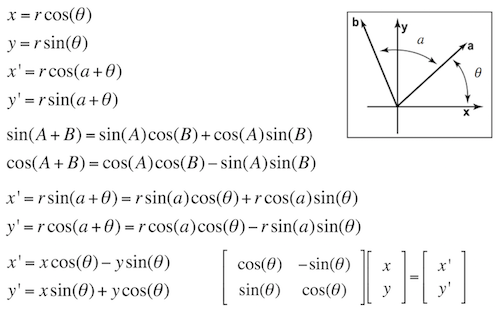 x = r cos(θ)
y = r sin(θ)
x' = r cos(a + θ)
y' = r sin(a + θ)
sin(A + B) = sin(A)cos(B) + cos(A)sin(B)
cos(A + B) = cos(A)cos(B) − sin(A)sin(B)
x' = r sin(a + θ) = r sin(a)cos(θ) + r cos(a)sin(θ)
y' = r cos(a + θ) = r cos(a)cos(θ) − r sin(a)sin(θ)
x' = x cos(θ) − y sin(θ)
y' = x sin(θ) + y cos(θ)
[ cos(θ) −sin(θ) ] [ x ] = [ x' ]
[ sin(θ) cos(θ) ] [ y ] [ y' ]
b y a a
θ
x